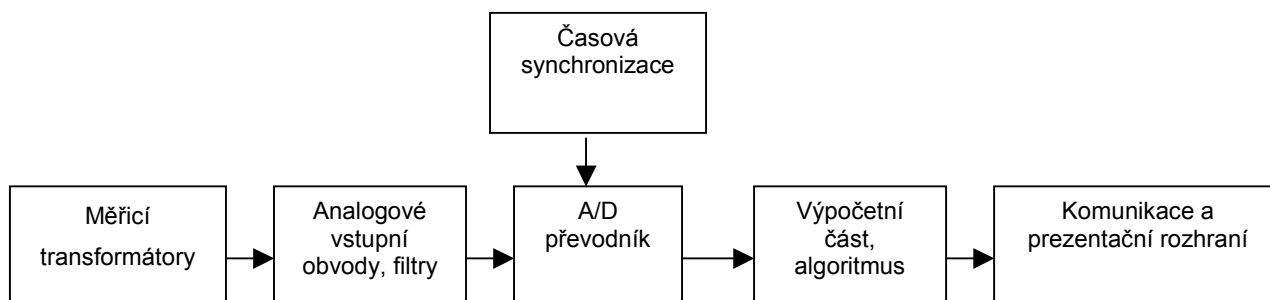 Časová
synchronizace
Měřicí
transformátory
Analogové
vstupní
obvody, filtry
A/D
převodník
Výpočetní
část,
algoritmus
Komunikace a
prezentační rozhraní